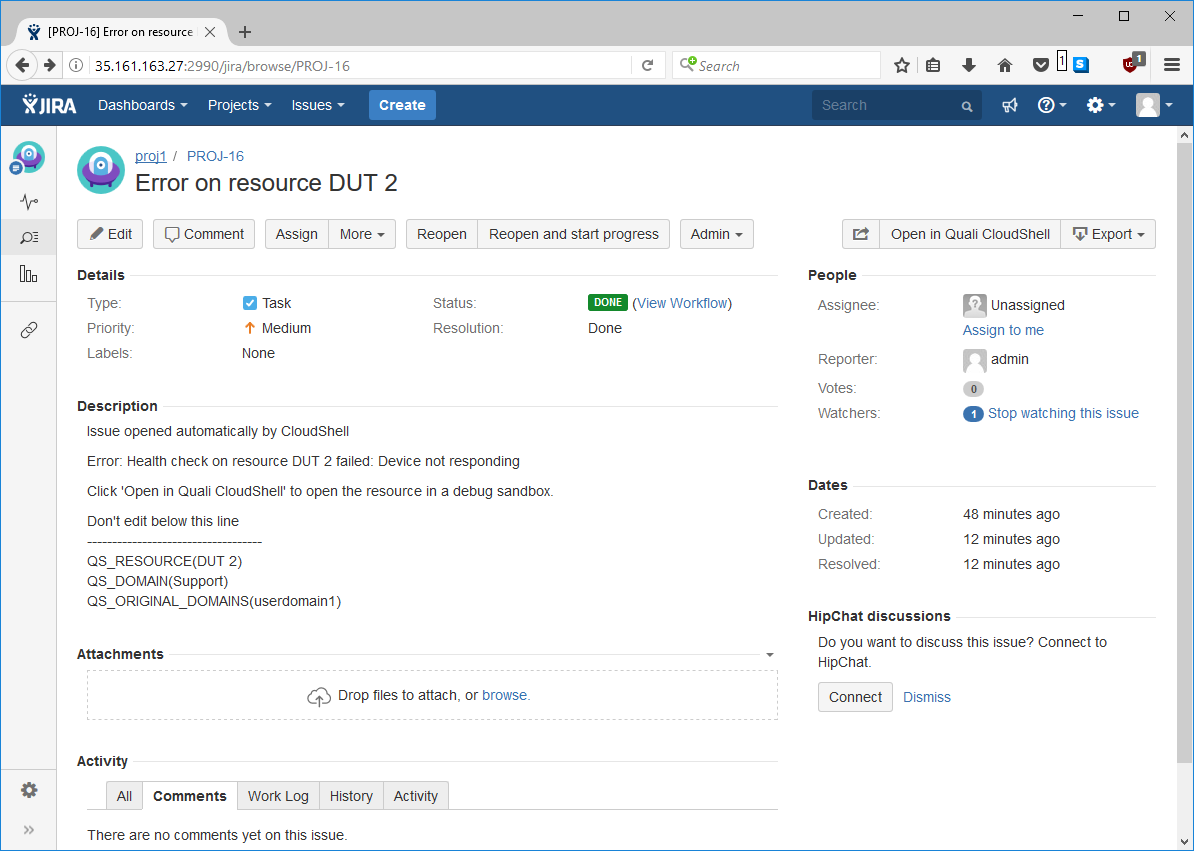 [PROJ-16] Error on resource
35.161.163.27:2990/jira/browse/PROJ-16
Search
1
S
1
JIRA
Dashboards
Projects
Issues
Create
Search
proj1 / PROJ-16
Error on resource DUT 2
Edit
Comment
Assign
More
Reopen
Reopen and start progress
Admin
Open in Quali CloudShell
Export
Details
Type: Task
Status: DONE (View Workflow)
Priority: Medium
Resolution: Done
Labels: None
Description
Issue opened automatically by CloudShell
Error: Health check on resource DUT 2 failed: Device not responding
Click 'Open in Quali CloudShell' to open the resource in a debug sandbox.
Don't edit below this line
-----------------------------------
QS_RESOURCE(DUT 2)
QS_DOMAIN(Support)
QS_ORIGINAL_DOMAINS(userdomain1)
Attachments
Drop files to attach, or browse.
Activity
All
Comments
Work Log
History
Activity
There are no comments yet on this issue.
People
Assignee: Unassigned
Assign to me
Reporter: admin
Votes: 0
Watchers: 1 Stop watching this issue
Dates
Created: 48 minutes ago
Updated: 12 minutes ago
Resolved: 12 minutes ago
HipChat discussions
Do you want to discuss this issue? Connect to
HipChat.
Connect
Dismiss